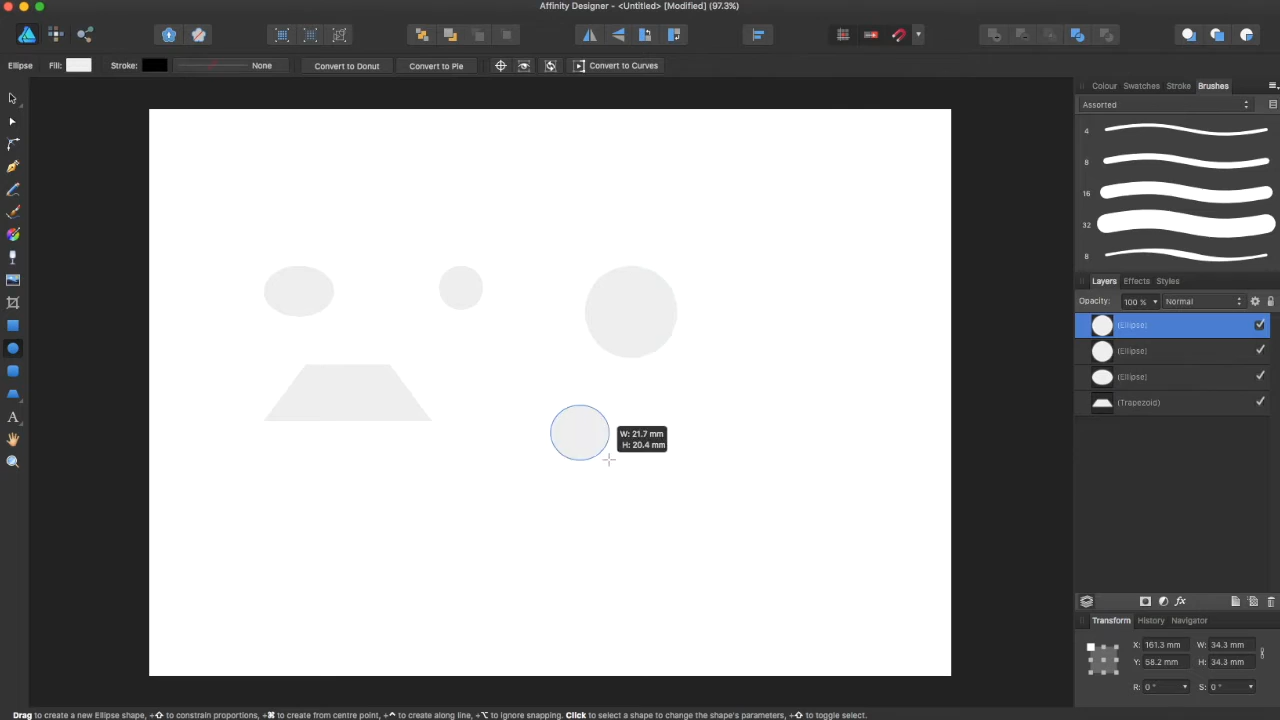 Affinity Designer - <Untitled> [Modified] (97.3%)
Ellipse Fill: Stroke: None Convert to Donut Convert to Pie Convert to Curves
Colour Swatches Stroke Brushes
Assorted
4
8
16
32
8
Layers Effects Styles
Opacity: 100 % Normal
(Ellipse)
(Ellipse)
(Ellipse)
(Trapezoid)
W: 21.7 mm
H: 20.4 mm
A
fx
Transform History Navigator
X: 161.3 mm W: 34.3 mm
Y: 58.2 mm H: 34.3 mm
R: 0 ° S: 0 °
Drag to create a new Ellipse shape, +⇧ to constrain proportions, +⌘ to create from centre point, +^ to create along line, +⌥ to ignore snapping. Click to select a shape to change the shape's parameters, +⇧ to toggle select.